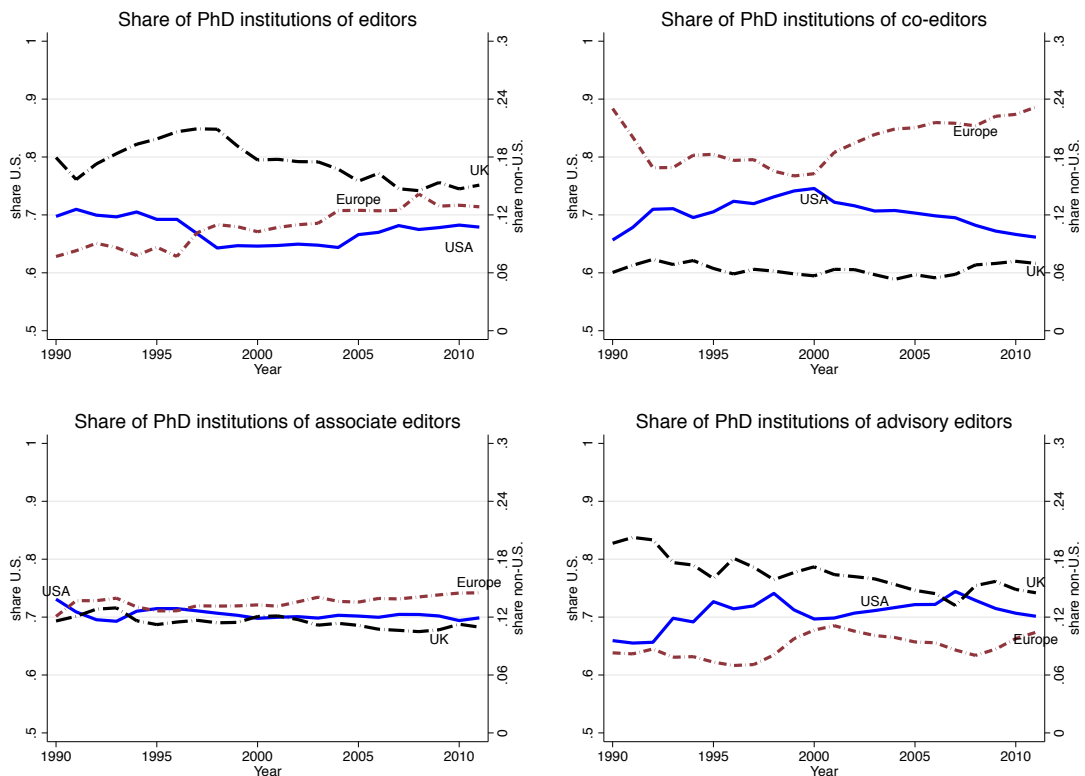 Share of PhD institutions of editors
1
.9
.8
.7
.6
.5
share U.S.
.3
.24
.18
.12
.06
0
share non-U.S.
UK
Europe
USA
1990
1995
2000
2005
2010
Year
Share of PhD institutions of co-editors
1
.9
.8
.7
.6
.5
share U.S.
.3
.24
.18
.12
.06
0
share non-U.S.
Europe
USA
UK
1990
1995
2000
2005
2010
Year
Share of PhD institutions of associate editors
1
.9
.8
.7
.6
.5
share U.S.
.3
.24
.18
.12
.06
0
share non-U.S.
USA
Europe
UK
1990
1995
2000
2005
2010
Year
Share of PhD institutions of advisory editors
1
.9
.8
.7
.6
.5
share U.S.
.3
.24
.18
.12
.06
0
share non-U.S.
UK
USA
Europe
1990
1995
2000
2005
2010
Year